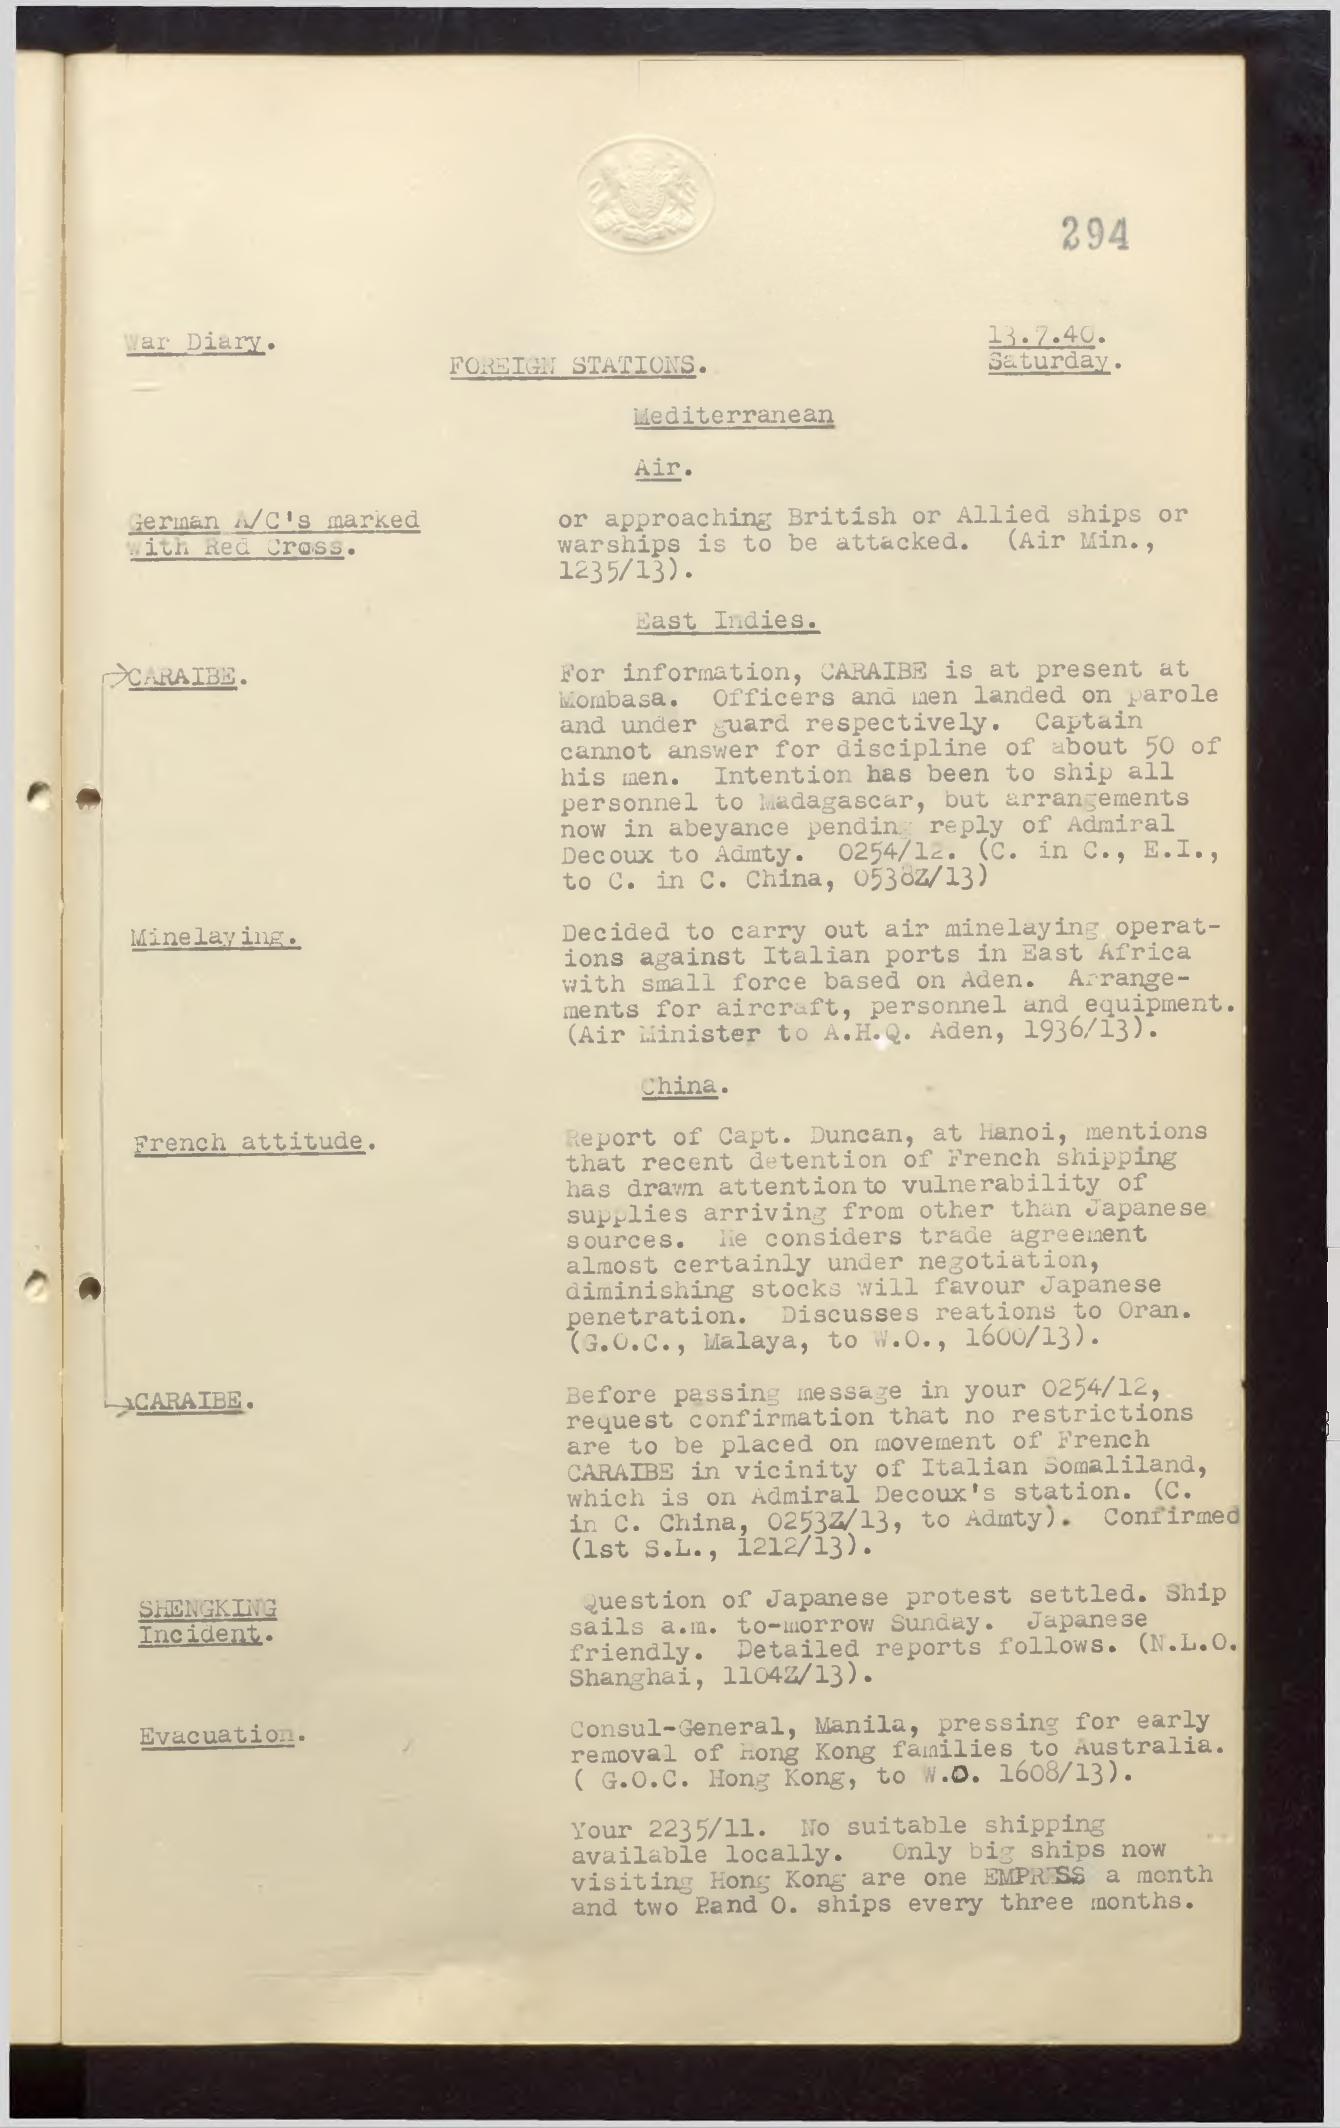 294
War Diary.
13.7.40.
Saturday.
FOREIGN STATIONS.
Mediterranean
Air.
German A/C's marked
with Red Cross.
or approaching British or Allied ships or
warships is to be attacked. (Air Min.,
1235/13).
East Indies.
CARAIBE.
For information, CARAIBE is at present at
Mombasa. Officers and men landed on parole
and under guard respectively. Captain
cannot answer for discipline of about 50 of
his men. Intention has been to ship all
personnel to Madagascar, but arrangements
now in abeyance pending reply of Admiral
Decoux to Admty. 0254/12. (C. in C., E.I.,
to C. in C. China, 0538Z/13)
Minelaying.
Decided to carry out air minelaying operat-
ions against Italian ports in East Africa
with small force based on Aden. Arrange-
ments for aircraft, personnel and equipment.
(Air Minister to A.H.Q. Aden, 1936/13).
China.
French attitude.
Report of Capt. Duncan, at Hanoi, mentions
that recent detention of French shipping
has drawn attention to vulnerability of
supplies arriving from other than Japanese
sources. He considers trade agreement
almost certainly under negotiation,
diminishing stocks will favour Japanese
penetration. Discusses reations to Oran.
(G.O.C., Malaya, to W.O., 1600/13).
CARAIBE.
Before passing message in your 0254/12,
request confirmation that no restrictions
are to be placed on movement of French
CARAIBE in vicinity of Italian Somaliland,
which is on Admiral Decoux's station. (C.
in C. China, 0253Z/13, to Admty). Confirmed
(1st S.L., 1212/13).
SHENGKING
Incident.
Question of Japanese protest settled. Ship
sails a.m. to-morrow Sunday. Japanese
friendly. Detailed reports follows. (N.L.O.
Shanghai, 1104Z/13).
Evacuation.
Consul-General, Manila, pressing for early
removal of Hong Kong families to Australia.
( G.O.C. Hong Kong, to W.O. 1608/13).
Your 2235/11. No suitable shipping
available locally. Only big ships now
visiting Hong Kong are one EMPRESS a month
and two P.and O. ships every three months.